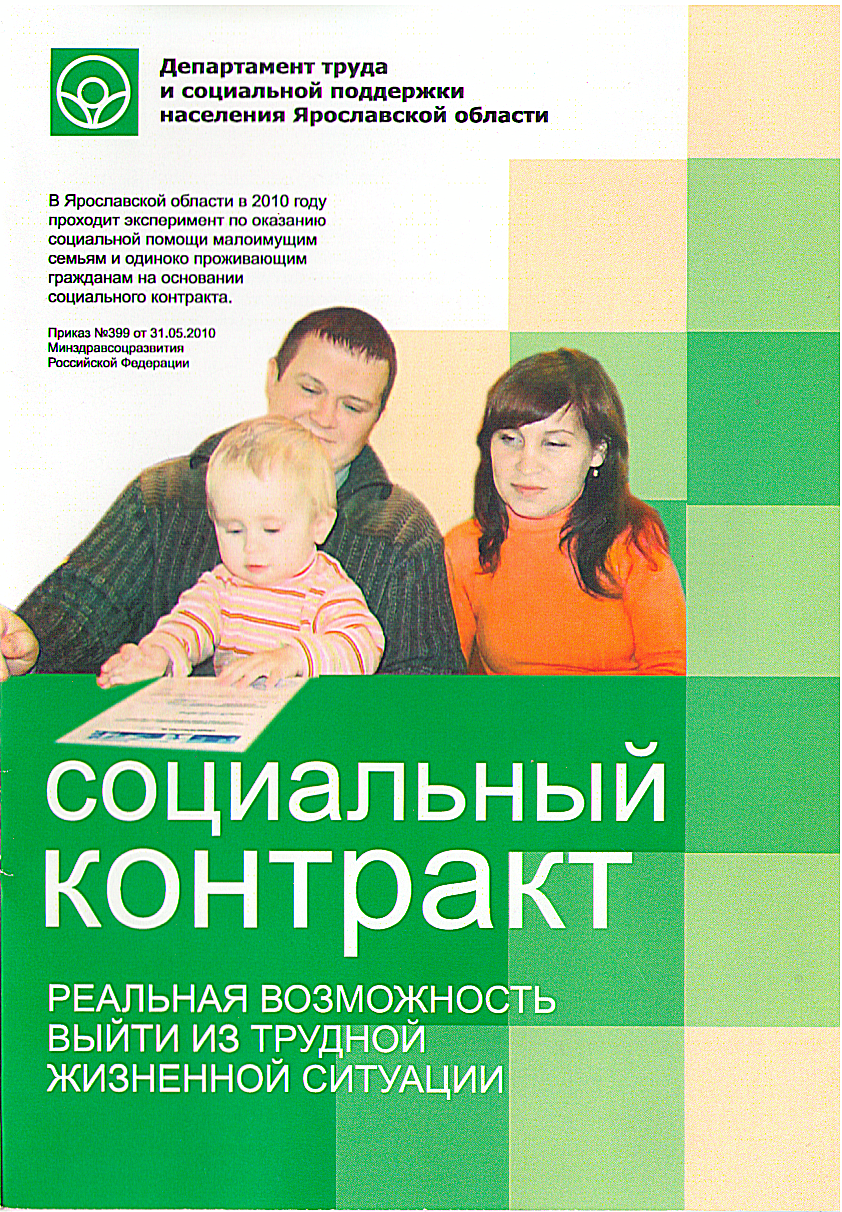 Департамент труда
и социальной поддержки
населения Ярославской области
В Ярославской области в 2010 году
проходит эксперимент по оказанию
социальной помощи малоимущим
семьям и одиноко проживающим
гражданам на основании
социального контракта.
Приказ №399 от 31.05.2010
Минздравсоцразвития
Российской Федерации
социальный
контракт
РЕАЛЬНАЯ ВОЗМОЖНОСТЬ
ВЫЙТИ ИЗ ТРУДНОЙ
ЖИЗНЕННОЙ СИТУАЦИИ